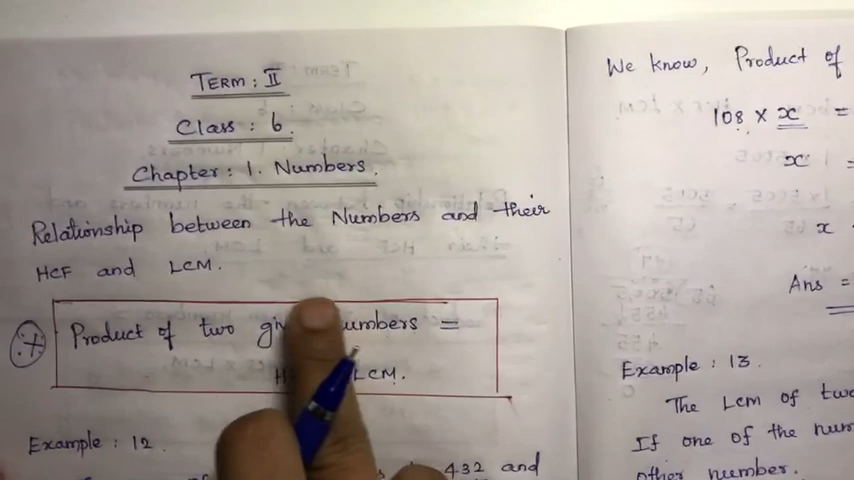 TERM: II
Class: 6.
Chapter: 1. Numbers.
Relationship between the Numbers and their
HCF and LCM.
Product of two numbers =
LCM.
Example: 12.
432 and
We know, Product of
108 × x =
x =
x
Ans =
Example: 13.
The Lcm of two
If one of the num
other number.